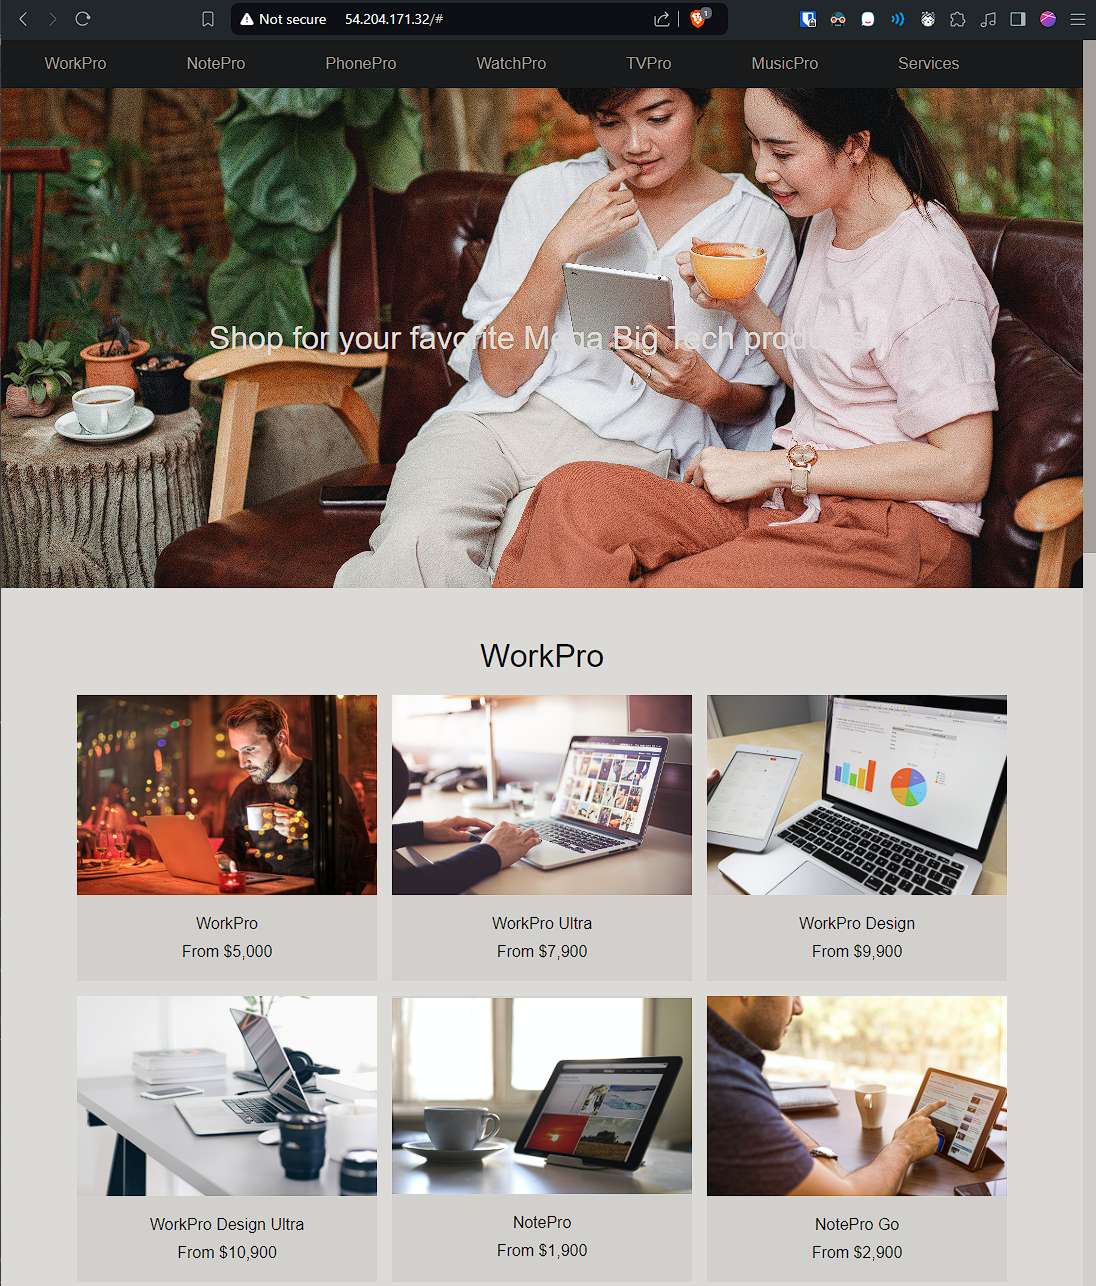 Not secure 54.204.171.32/#
1
WorkPro NotePro PhonePro WatchPro TVPro MusicPro Services
Shop for your favorite Mega Big Tech products!
WorkPro
WorkPro WorkPro Ultra WorkPro Design
From $5,000 From $7,900 From $9,900
WorkPro Design Ultra NotePro NotePro Go
From $10,900 From $1,900 From $2,900